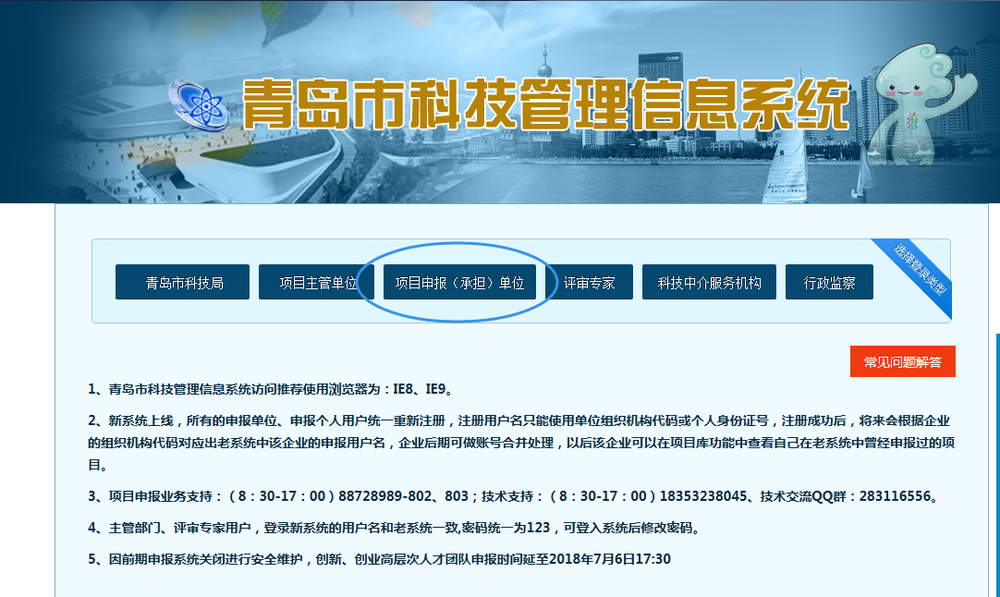 青岛市科技管理信息系统
6
选择登录类型
青岛市科技局 项目主管单位 项目申报（承担）单位 评审专家 科技中介服务机构 行政监察
常见问题解答
1、青岛市科技管理信息系统访问推荐使用浏览器为：IE8、IE9。
2、新系统上线，所有的申报单位、申报个人用户统一重新注册，注册用户名只能使用单位组织机构代码或个人身份证号，注册成功后，将来会根据企业
的组织机构代码对应出老系统中该企业的申报用户名，企业后期可做账号合并处理，以后该企业可以在项目库功能中查看自己在老系统中曾经申报过的项
目。
3、项目申报业务支持：（8：30-17：00）88728989-802、803；技术支持：（8：30-17：00）18353238045、技术交流QQ群：283116556。
4、主管部门、评审专家用户，登录新系统的用户名和老系统一致,密码统一为123，可登入系统后修改密码。
5、因前期申报系统关闭进行安全维护，创新、创业高层次人才团队申报时间延至2018年7月6日17:30